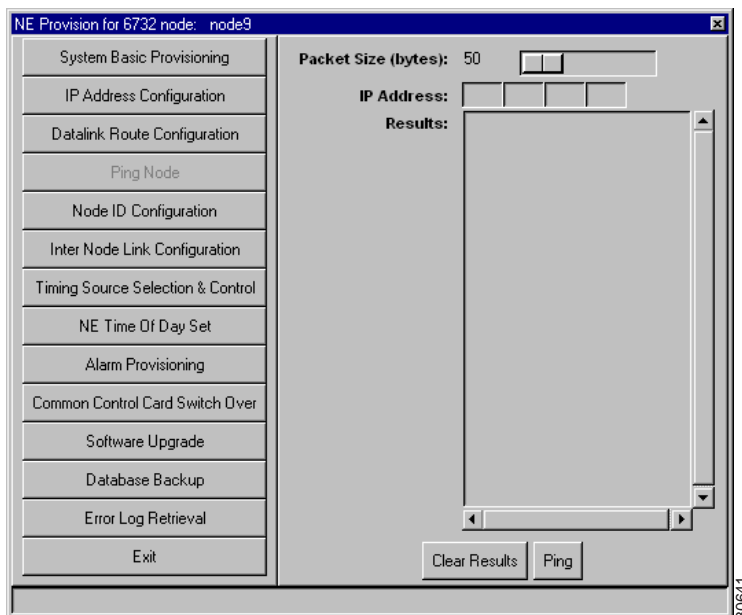 NE Provision for 6732 node: node9
System Basic Provisioning
IP Address Configuration
Datalink Route Configuration
Ping Node
Node ID Configuration
Inter Node Link Configuration
Timing Source Selection & Control
NE Time Of Day Set
Alarm Provisioning
Common Control Card Switch Over
Software Upgrade
Database Backup
Error Log Retrieval
Exit
Packet Size (bytes): 50
IP Address:
Results:
Clear Results
Ping